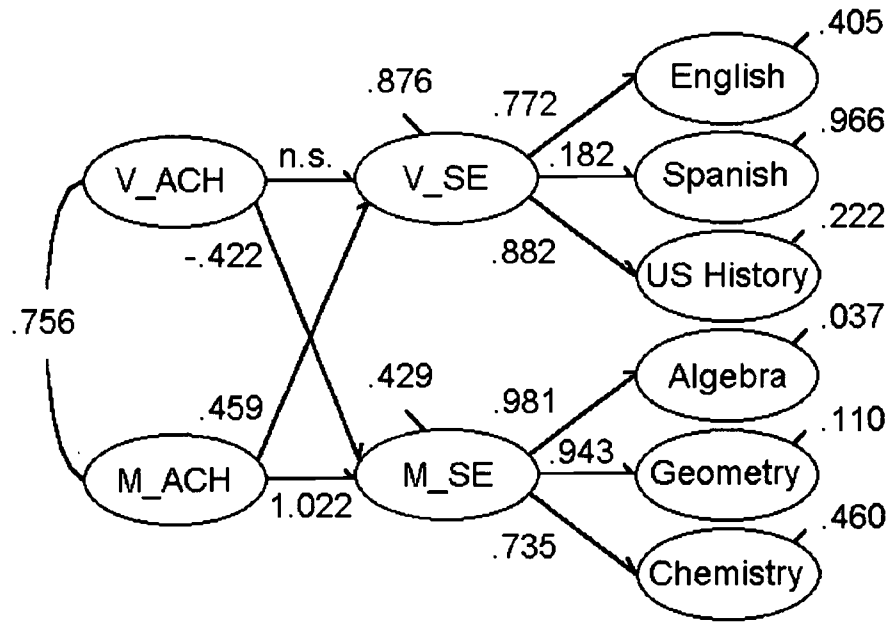 .405
English
.876
.772
.966
n.s.
V_ACH
V_SE
.182
Spanish
.222
-.422
.882
US History
.756
.037
.429
Algebra
.459
.981
.110
M_ACH
M_SE
.943
Geometry
1.022
.460
.735
Chemistry